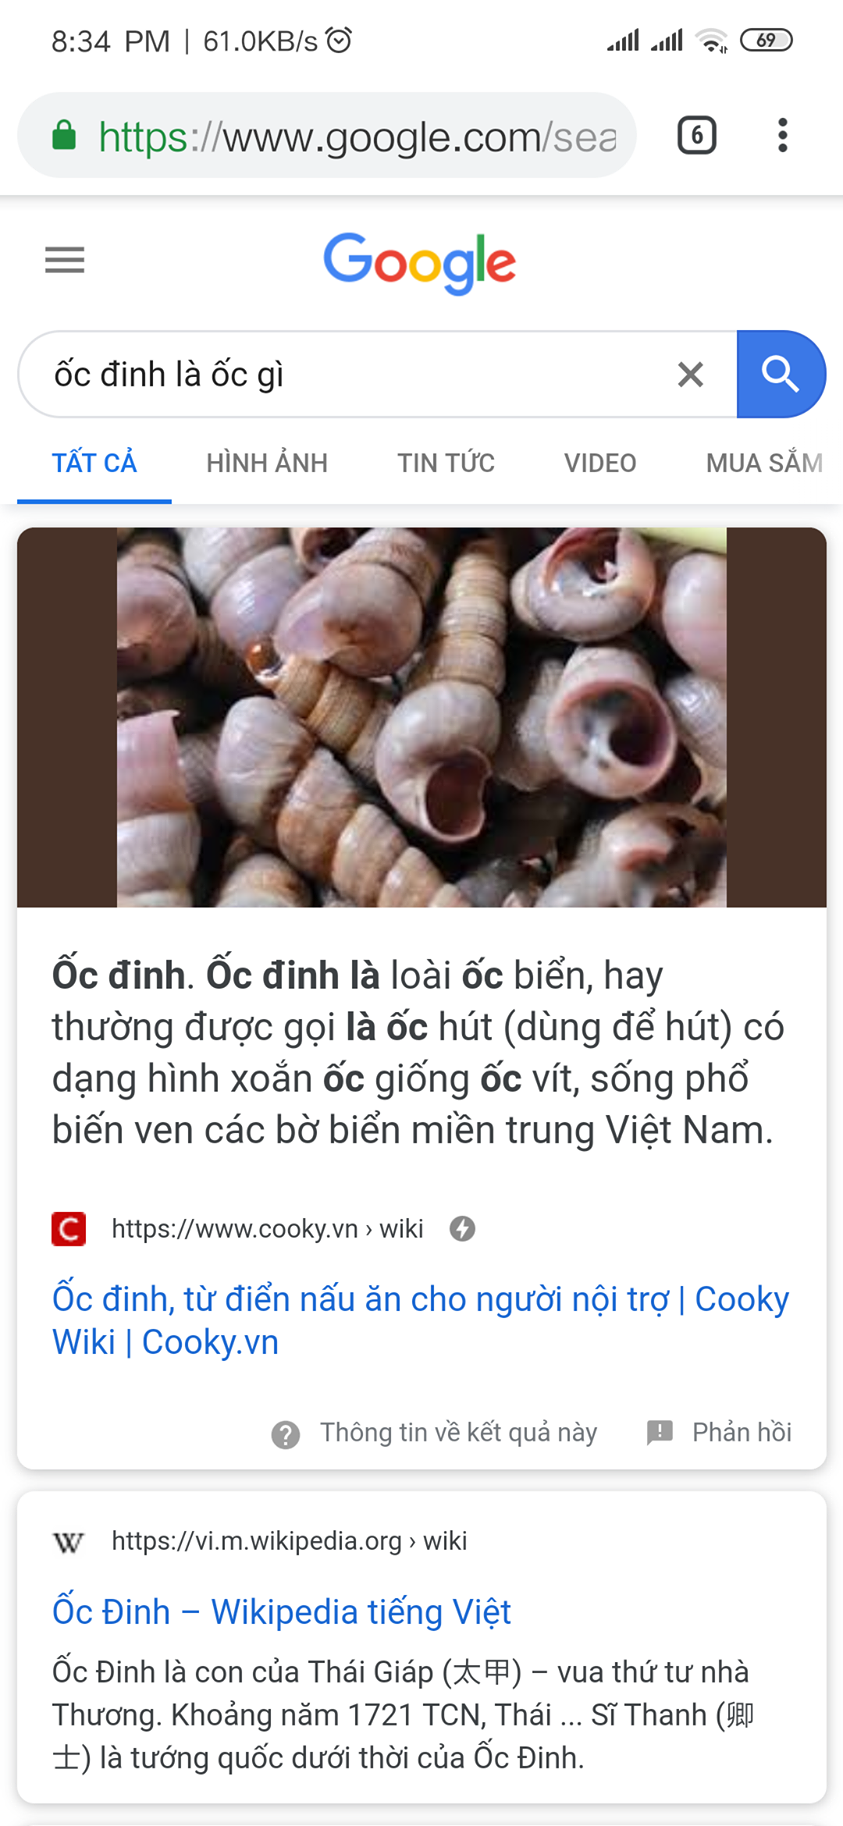 8:34 PM | 61.0KB/s
69
https://www.google.com/sea
6
Google
ốc đinh là ốc gì
TẤT CẢ HÌNH ẢNH TIN TỨC VIDEO MUA SẮM
Ốc đinh. Ốc đinh là loài ốc biển, hay
thường được gọi là ốc hút (dùng để hút) có
dạng hình xoắn ốc giống ốc vít, sống phổ
biến ven các bờ biển miền trung Việt Nam.
C
https://www.cooky.vn › wiki
Ốc đinh, từ điển nấu ăn cho người nội trợ | Cooky
Wiki | Cooky.vn
Thông tin về kết quả này Phản hồi
W
https://vi.m.wikipedia.org › wiki
Ốc Đinh – Wikipedia tiếng Việt
Ốc Đinh là con của Thái Giáp (太甲) – vua thứ tư nhà
Thương. Khoảng năm 1721 TCN, Thái ... Sĩ Thanh (卿
士) là tướng quốc dưới thời của Ốc Đinh.